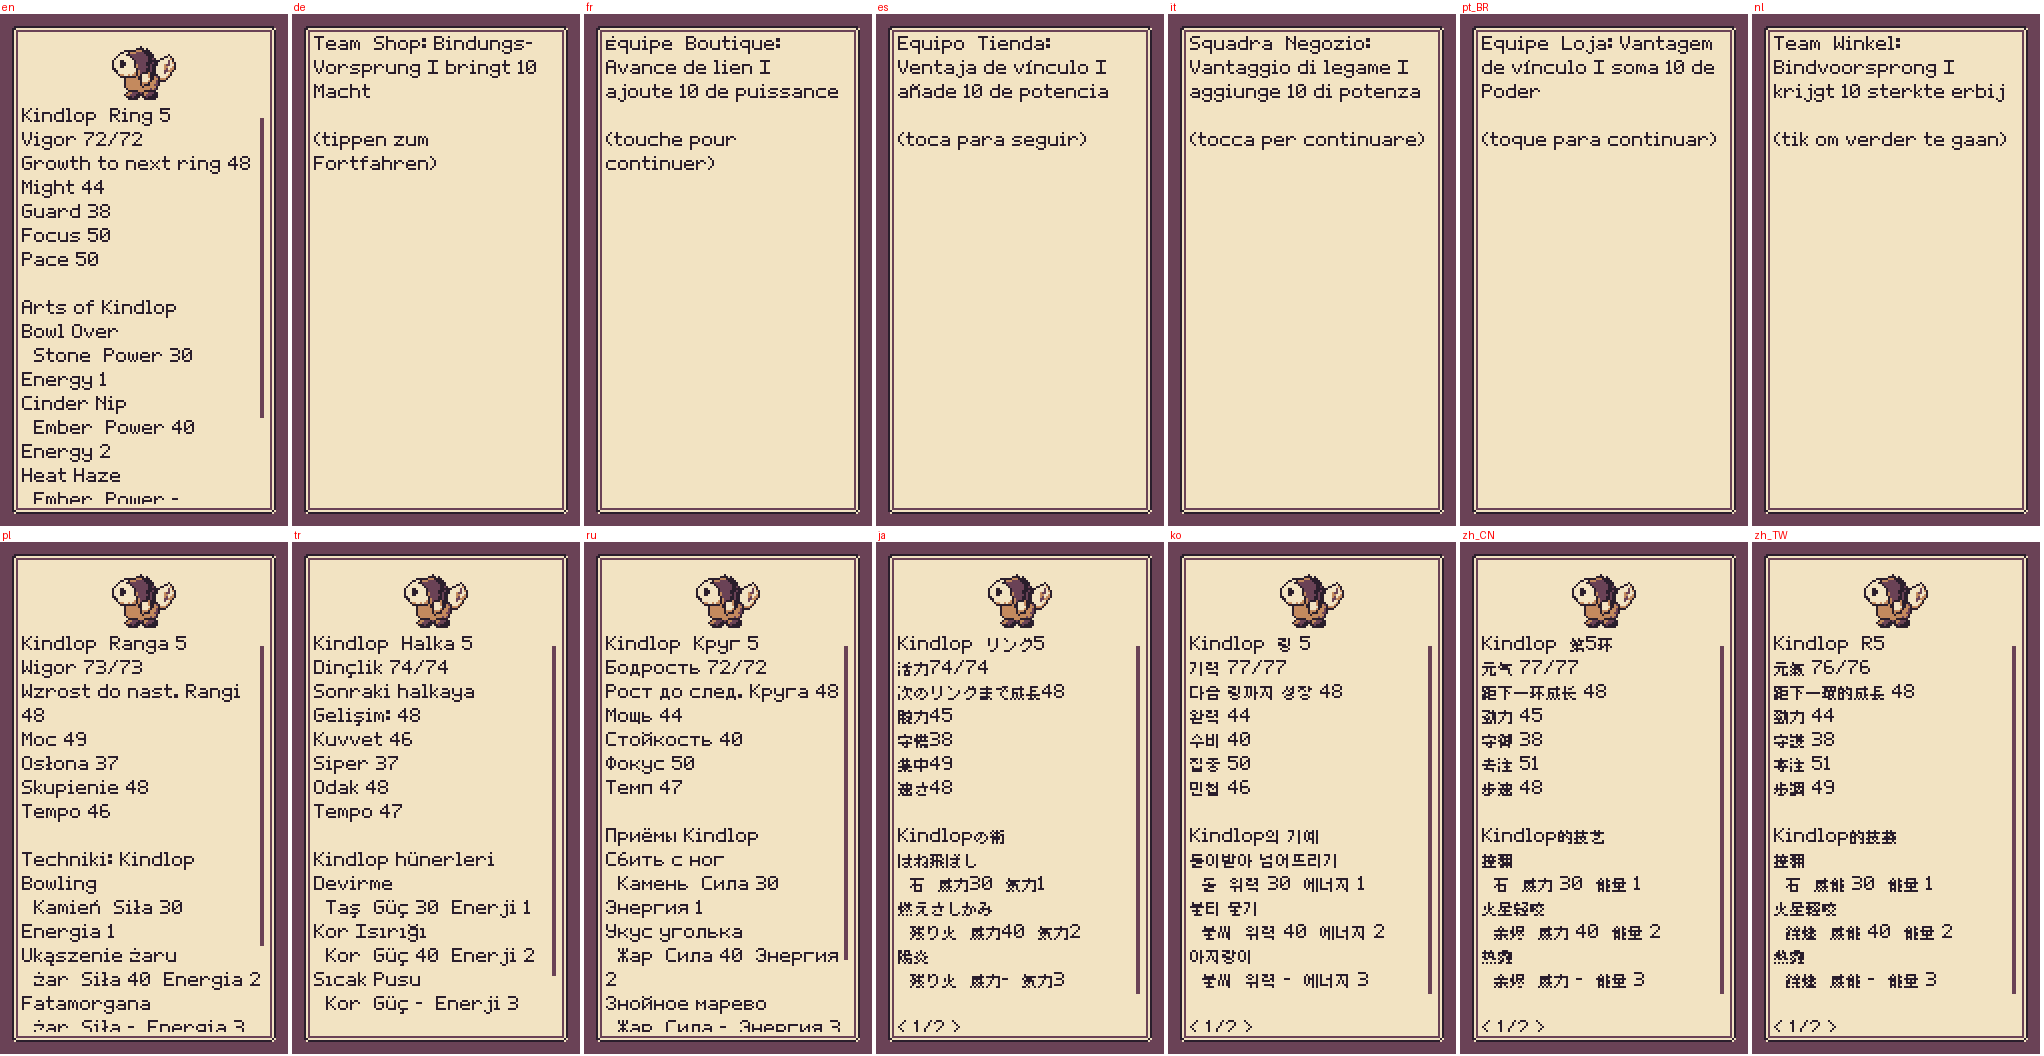 en
Kindlop Ring 5
Vigor 72/72
Growth to next ring 48
Might 44
Guard 38
Focus 50
Pace 50
Arts of Kindlop
Bowl Over
Stone Power 30
Energy 1
Cinder Nip
Ember Power 40
Energy 2
Heat Haze
Ember Power -
de
Team Shop: Bindungs-
Vorsprung I bringt 10
Macht
(tippen zum
Fortfahren)
fr
Équipe Boutique:
Avance de lien I
ajoute 10 de puissance
(touche pour
continuer)
es
Equipo Tienda:
Ventaja de vínculo I
añade 10 de potencia
(toca para seguir)
it
Squadra Negozio:
Vantaggio di legame I
aggiunge 10 di potenza
(tocca per continuare)
pt_BR
Equipe Loja: Vantagem
de vínculo I soma 10 de
Poder
(toque para continuar)
nl
Team Winkel:
Bindvoorsprong I
krijgt 10 sterkte erbij
(tik om verder te gaan)
pl
Kindlop Ranga 5
Wigor 73/73
Wzrost do nast. Rangi
48
Moc 49
Osłona 37
Skupienie 48
Tempo 46
Techniki: Kindlop
Bowling
Kamień Siła 30
Energia 1
Ukąszenie żaru
żar Siła 40 Energia 2
Fatamorgana
żar Siła - Energia 3
tr
Kindlop Halka 5
Dinçlik 74/74
Sonraki halkaya
Gelişim: 48
Kuvvet 46
Siper 37
Odak 48
Tempo 47
Kindlop hünerleri
Devirme
Taş Güç 30 Enerji 1
Kor Isırığı
Kor Güç 40 Enerji 2
Sıcak Pusu
Kor Güç - Enerji 3
ru
Kindlop Круг 5
Бодрость 72/72
Рост до след. Круга 48
Мощь 44
Стойкость 40
Фокус 50
Темп 47
Приёмы Kindlop
Сбить с ног
Камень Сила 30
Энергия 1
Укус уголька
Жар Сила 40 Энергия
2
Знойное марево
Жар Сила - Энергия 3
ja
Kindlop リング5
活力74/74
次のリングまで成長48
腕力45
守備38
集中49
速さ48
Kindlopの術
はね飛ばし
石 威力30 気力1
燃えさしかみ
残り火 威力40 気力2
陽炎
残り火 威力- 気力3
< 1/2 >
ko
Kindlop 링 5
기력 77/77
다음 링까지 성장 48
완력 44
수비 40
집중 50
민첩 46
Kindlop의 기예
들이받아 넘어뜨리기
돌 위력 30 에너지 1
불티 물기
불씨 위력 40 에너지 2
아지랑이
불씨 위력 - 에너지 3
< 1/2 >
zh_CN
Kindlop 第5环
元气 77/77
距下一环成长 48
劲力 45
守御 38
专注 51
步速 48
Kindlop的技艺
撞翻
石 威力 30 能量 1
火星轻咬
余烬 威力 40 能量 2
热霾
余烬 威力 - 能量 3
< 1/2 >
zh_TW
Kindlop R5
元氣 76/76
距下一環的成長 48
勁力 44
守護 38
專注 51
步調 49
Kindlop的技藝
撞翻
石 威能 30 能量 1
火星輕咬
餘燼 威能 40 能量 2
熱霾
餘燼 威能 - 能量 3
< 1/2 >